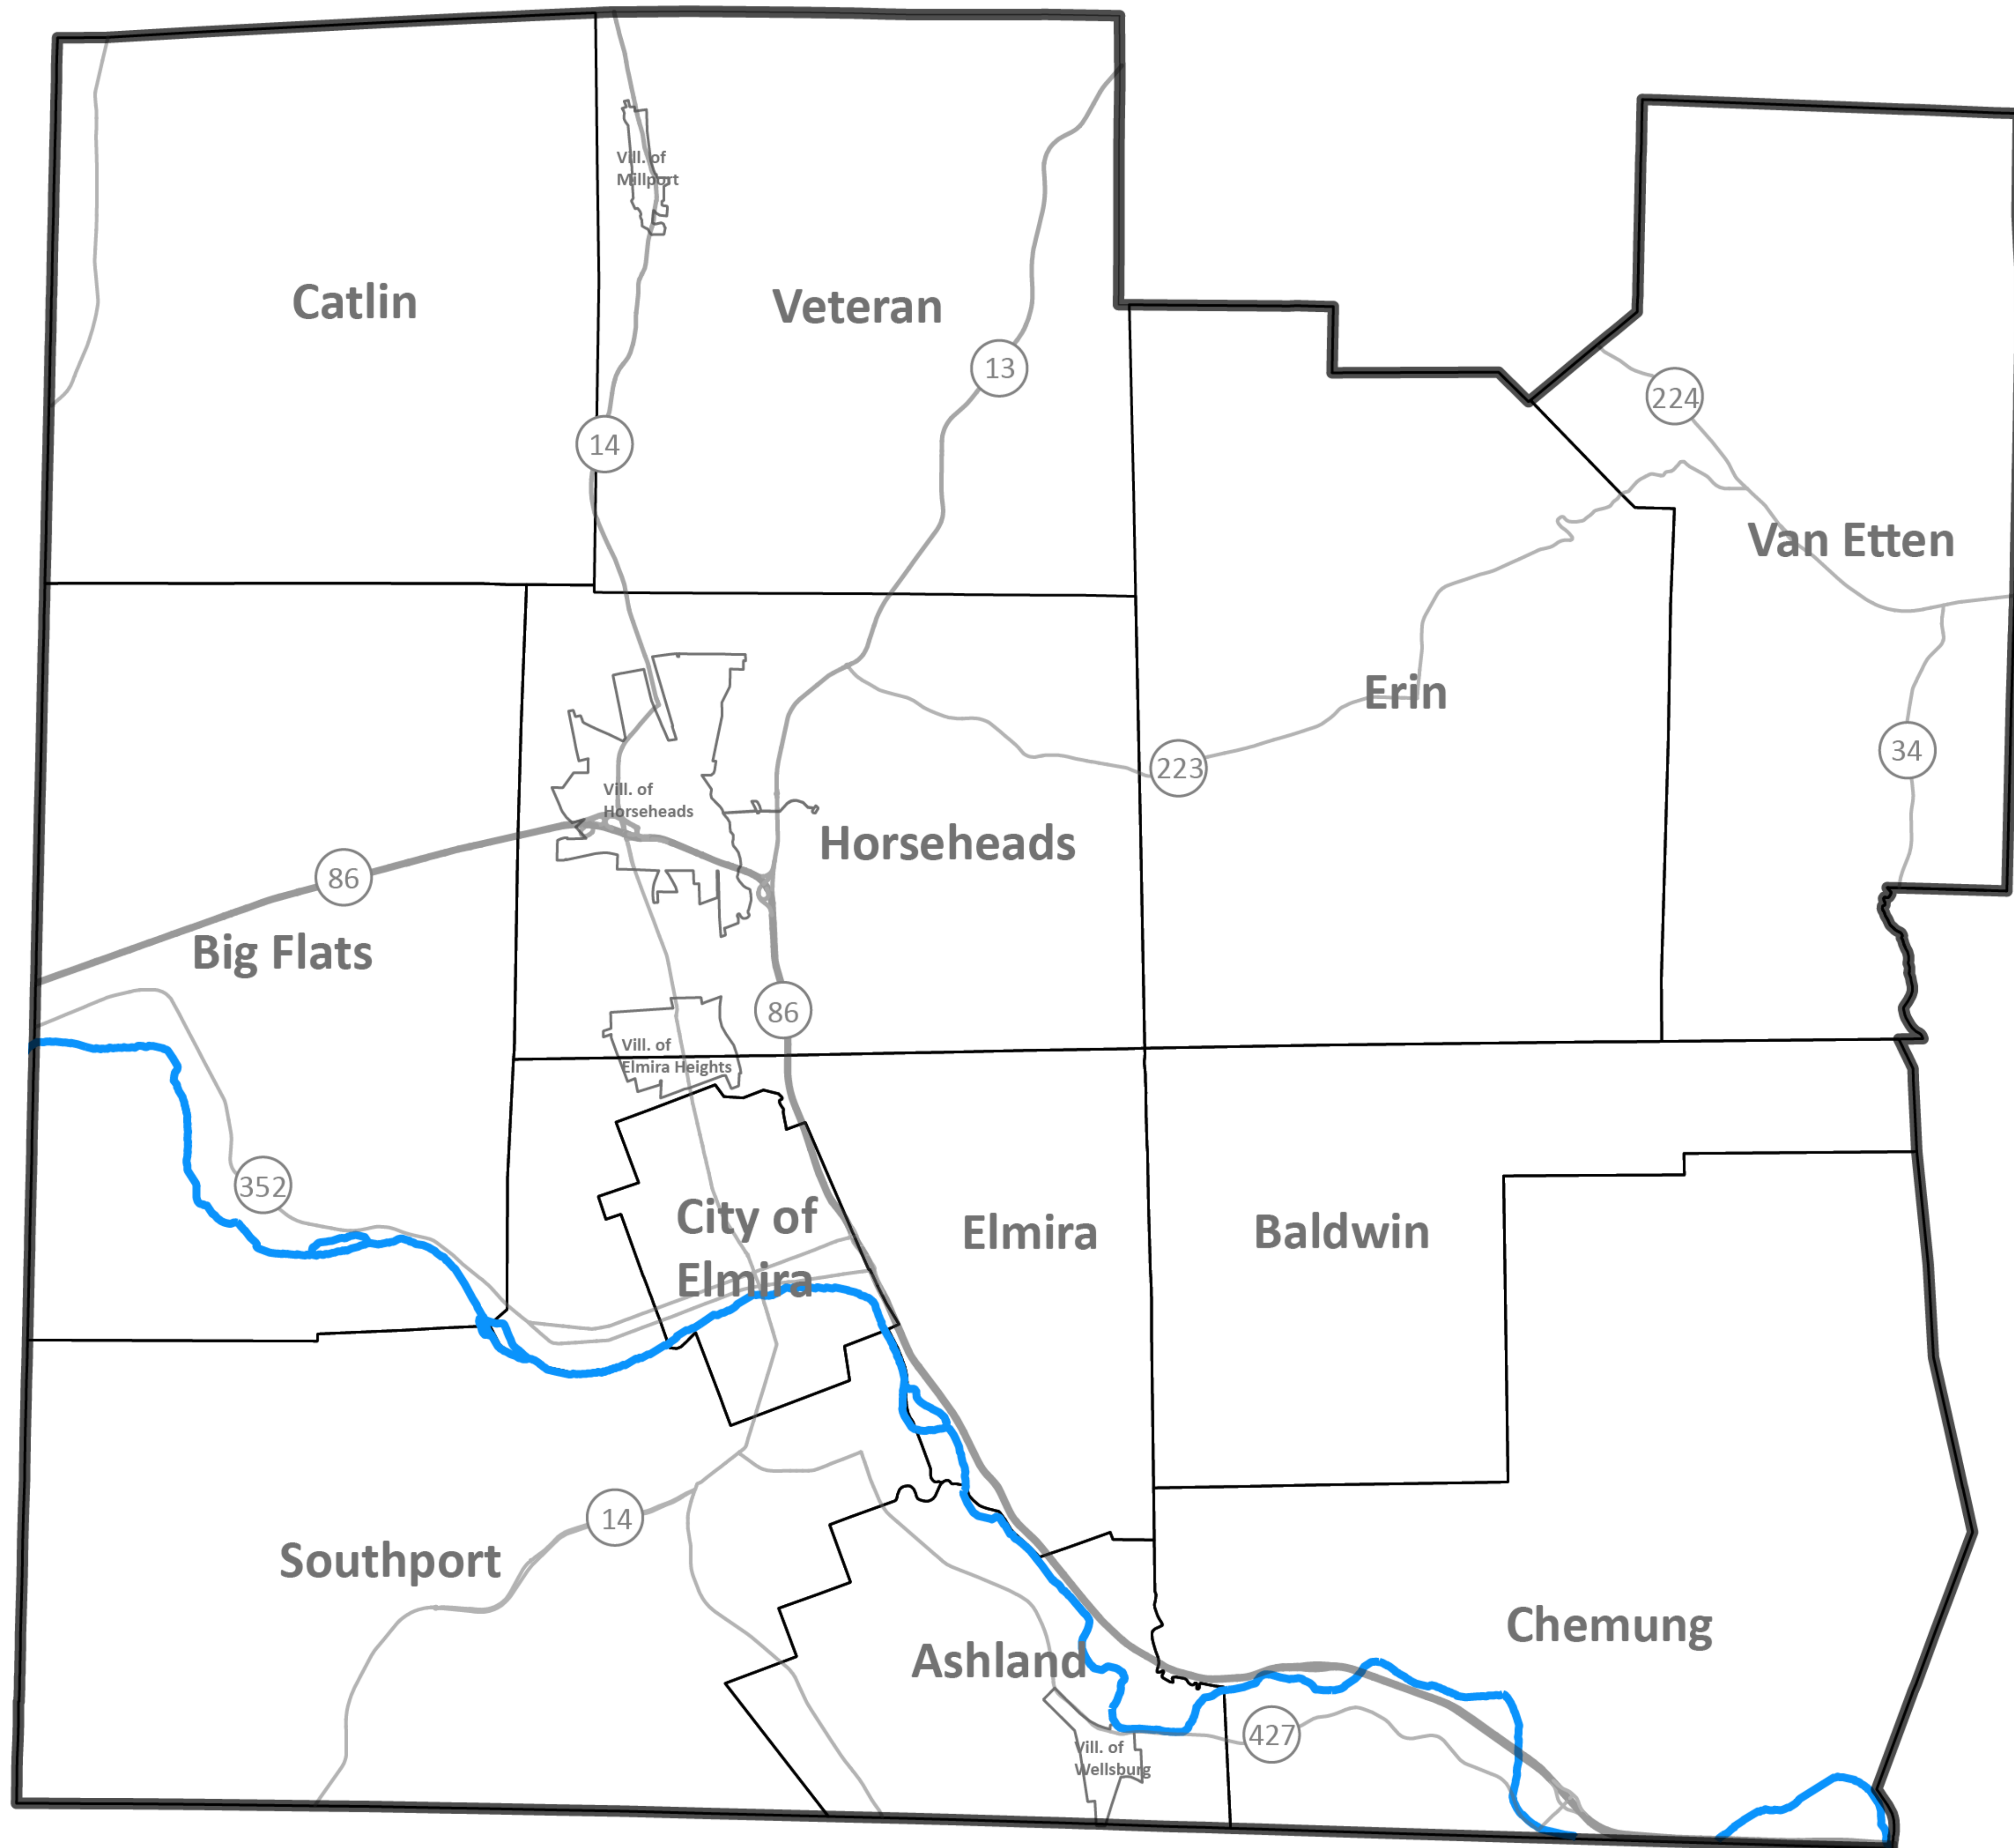 Vill. of
Millport
Catlin
Veteran
13
224
14
Van Etten
Erin
34
223
Vill. of
Horseheads
Horseheads
86
Big Flats
86
Vill. of
Elmira Heights
352
City of
Elmira
Elmira
Baldwin
14
Southport
Chemung
Ashland
427
Vill. of
Wellsburg